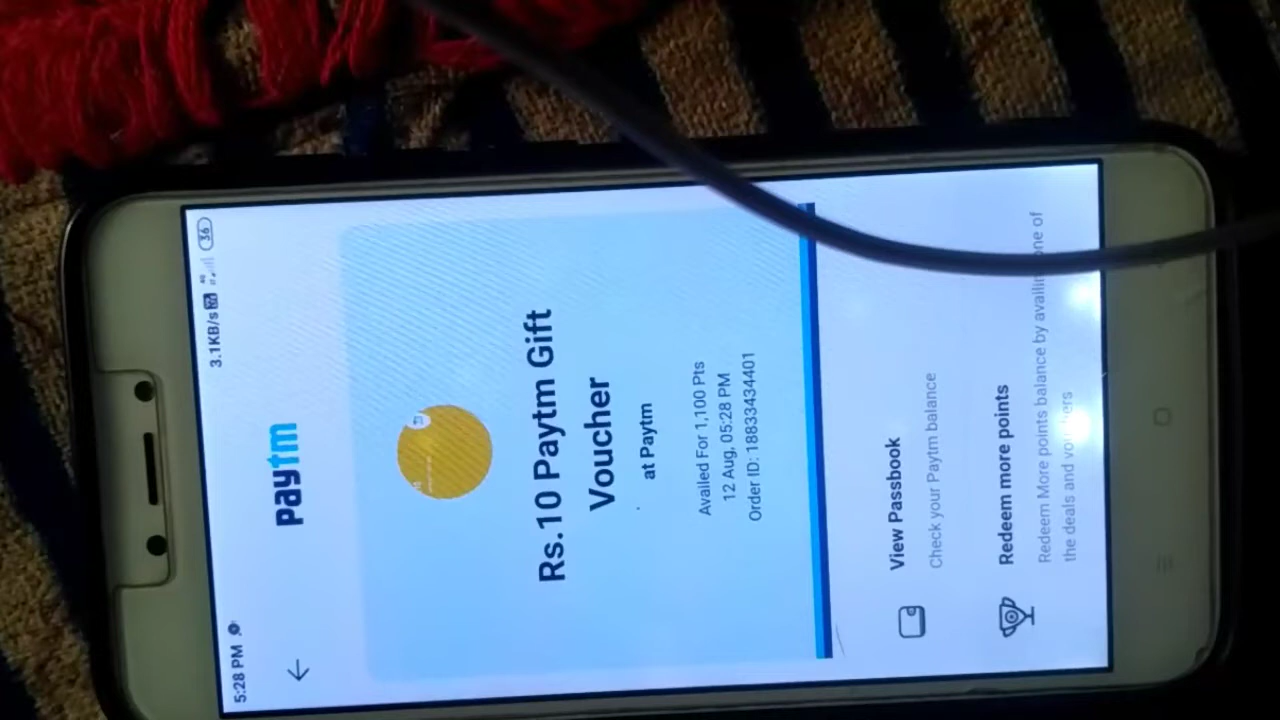 5:28 PM
3.1KB/s 4G 36
paytm
Rs.10 Paytm Gift
Voucher
at Paytm
Availed For 1,100 Pts
12 Aug, 05:28 PM
Order ID: 18833434401
View Passbook
Check your Paytm balance
Redeem more points
Redeem More points balance by availing one of
the deals and vouchers